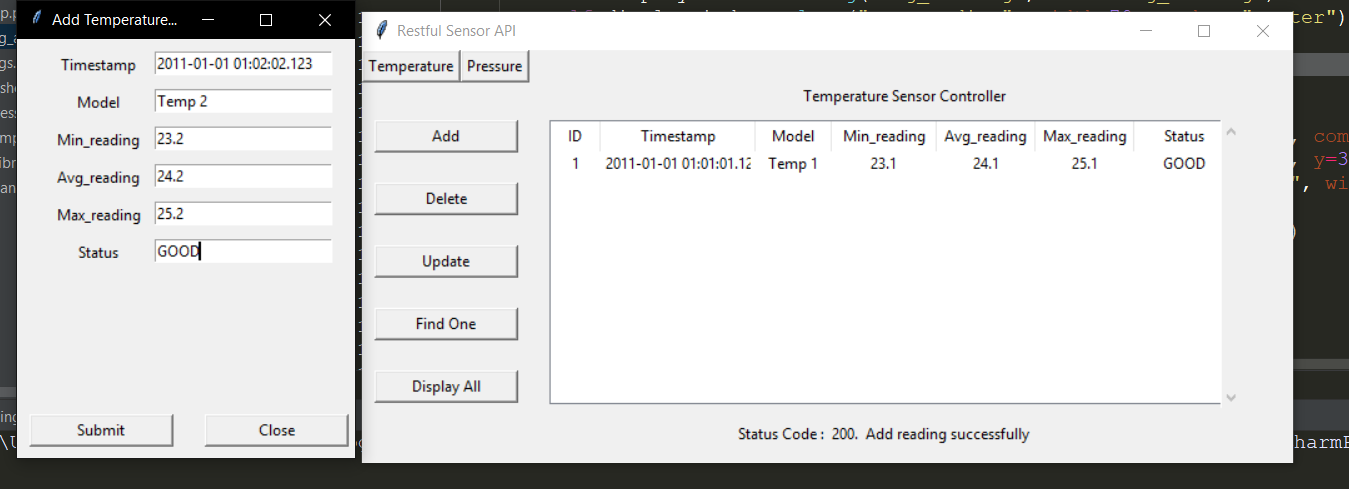 Add Temperature...
Timestamp 2011-01-01 01:02:02.123
Model Temp 2
Min_reading 23.2
Avg_reading 24.2
Max_reading 25.2
Status GOOD
Submit Close
Restful Sensor API
Temperature Pressure
Temperature Sensor Controller
Add
Delete
Update
Find One
Display All
ID Timestamp Model Min_reading Avg_reading Max_reading Status
1 2011-01-01 01:01:01.12 Temp 1 23.1 24.1 25.1 GOOD
Status Code : 200. Add reading successfully